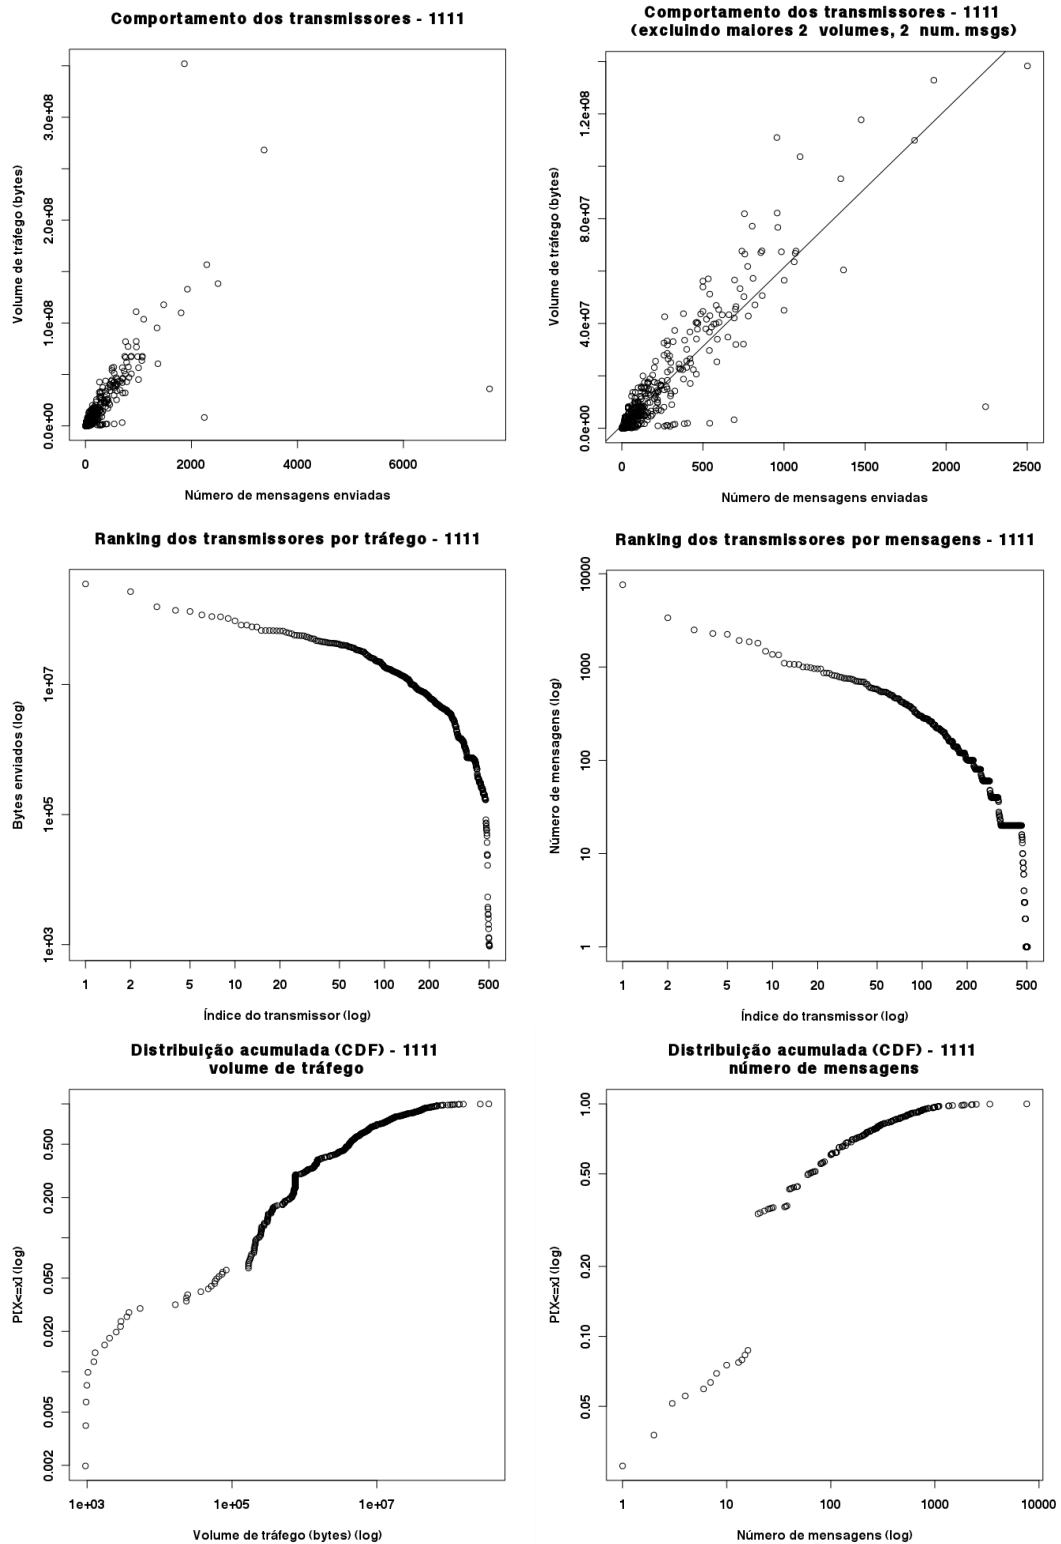 Comportamento dos transmissores - 1111
Volume de tráfego (bytes)
0.0e+00 1.0e+08 2.0e+08 3.0e+08
0 2000 4000 6000
Número de mensagens enviadas
Comportamento dos transmissores - 1111
(excluindo maiores 2 volumes, 2 num. msgs)
Volume de tráfego (bytes)
0.0e+00 4.0e+07 8.0e+07 1.2e+08
0 500 1000 1500 2000 2500
Número de mensagens enviadas
Ranking dos transmissores por tráfego - 1111
Bytes enviados (log)
1e+03 1e+05 1e+07
1 2 5 10 20 50 100 200 500
Índice do transmissor (log)
Ranking dos transmissores por mensagens - 1111
Número de mensagens (log)
1 10 100 1000 10000
1 2 5 10 20 50 100 200 500
Índice do transmissor (log)
Distribuição acumulada (CDF) - 1111
volume de tráfego
P[X<=x] (log)
0.002 0.005 0.020 0.050 0.200 0.500
1e+03 1e+05 1e+07
Volume de tráfego (bytes) (log)
Distribuição acumulada (CDF) - 1111
número de mensagens
P[X<=x] (log)
0.05 0.10 0.20 0.50 1.00
1 10 100 1000 10000
Número de mensagens (log)